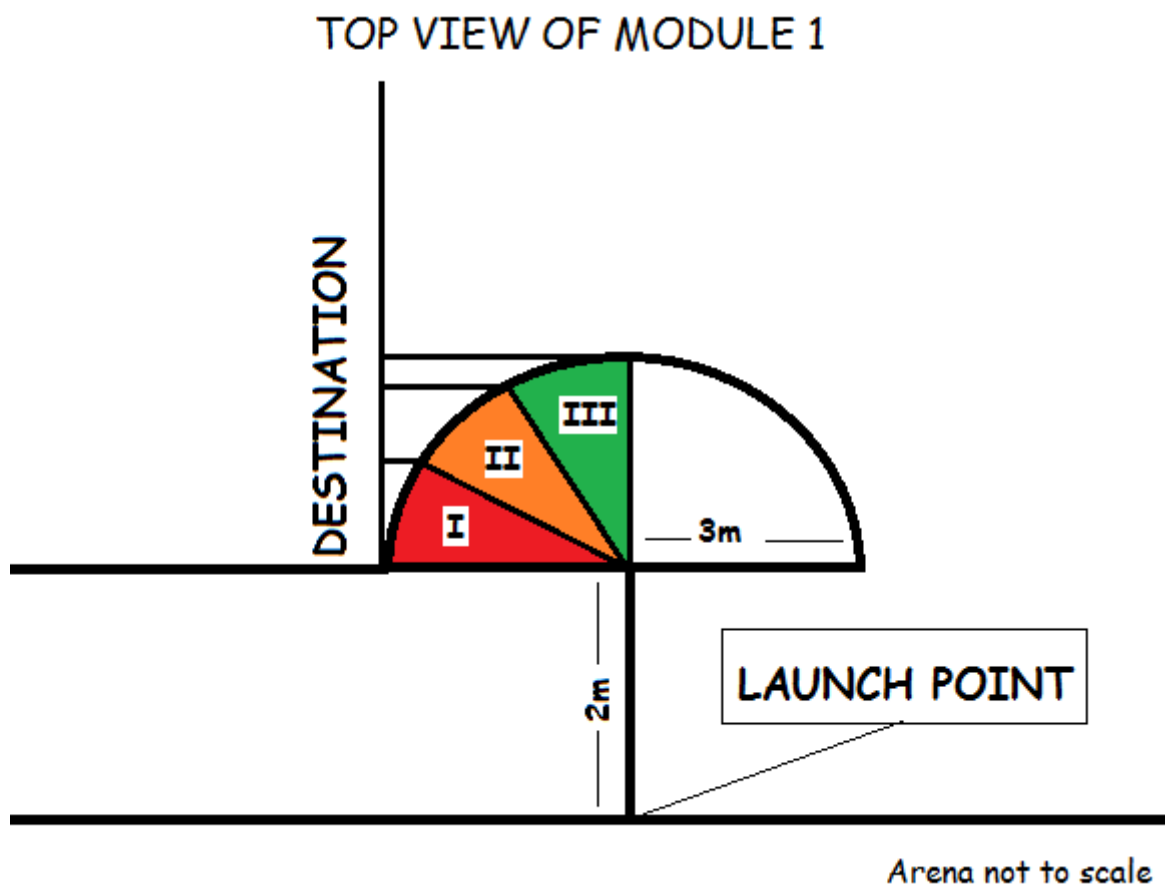 TOP VIEW OF MODULE 1
DESTINATION
III
II
I
3m
2m
LAUNCH POINT
Arena not to scale